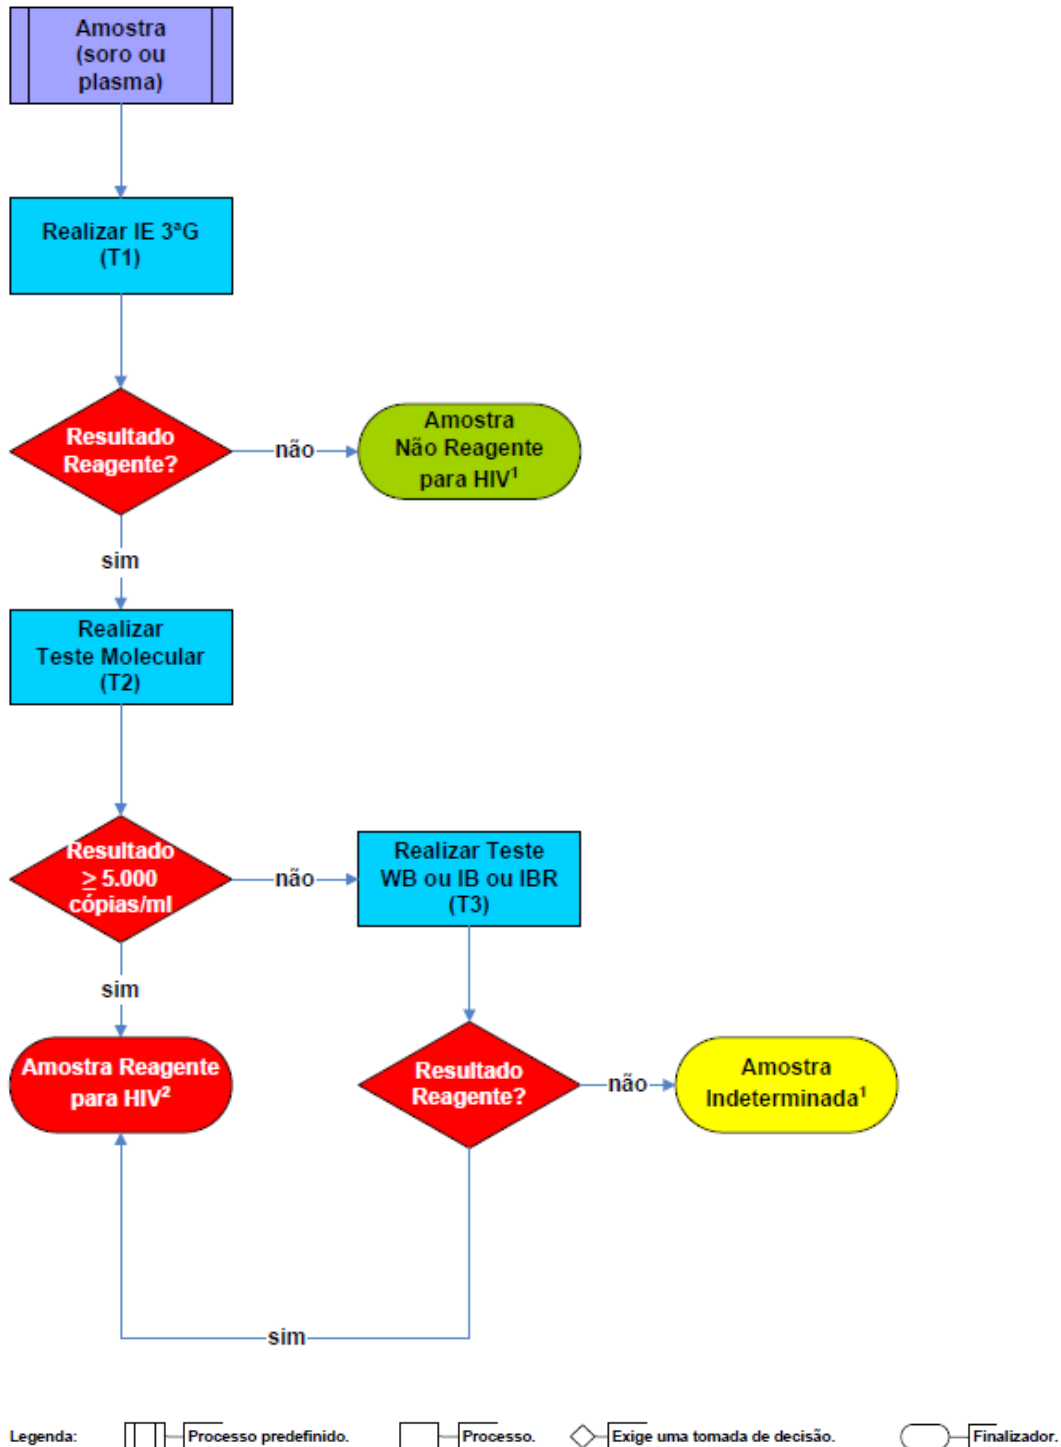 Amostra
(soro ou
plasma)
Realizar IE 3ªG
(T1)
Resultado
Reagente?
não
Amostra
Não Reagente
para HIV¹
sim
Realizar
Teste Molecular
(T2)
Resultado
≥ 5.000
cópias/ml
não
Realizar Teste
WB ou IB ou IBR
(T3)
sim
Amostra Reagente
para HIV²
Resultado
Reagente?
não
Amostra
Indeterminada¹
sim
Legenda: Processo predefinido. Processo. Exige uma tomada de decisão. Finalizador.